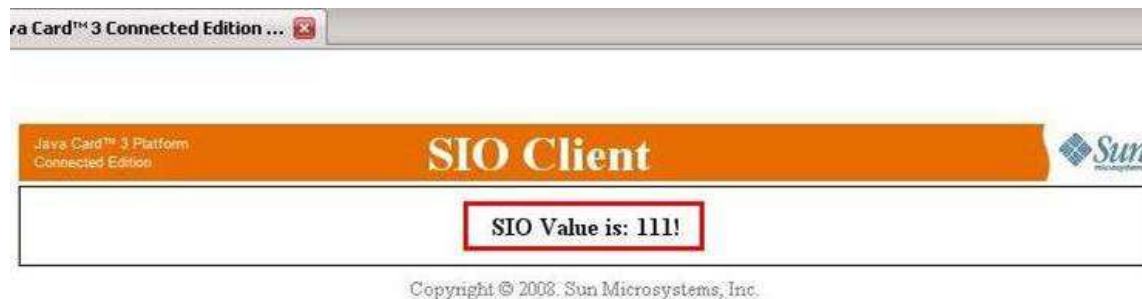 va Card™ 3 Connected Edition ...
Java Card™ 3 Platform
Connected Edition
SIO Client
Sun
microsystems
SIO Value is: 111!
Copyright © 2008. Sun Microsystems, Inc.